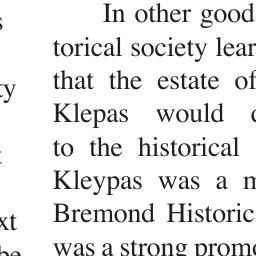 In other good
torical society lear
that the estate of
Klepas would
to the historical
Kleypas was a
Bremond Historic
was a strong promo
ty
xt
be